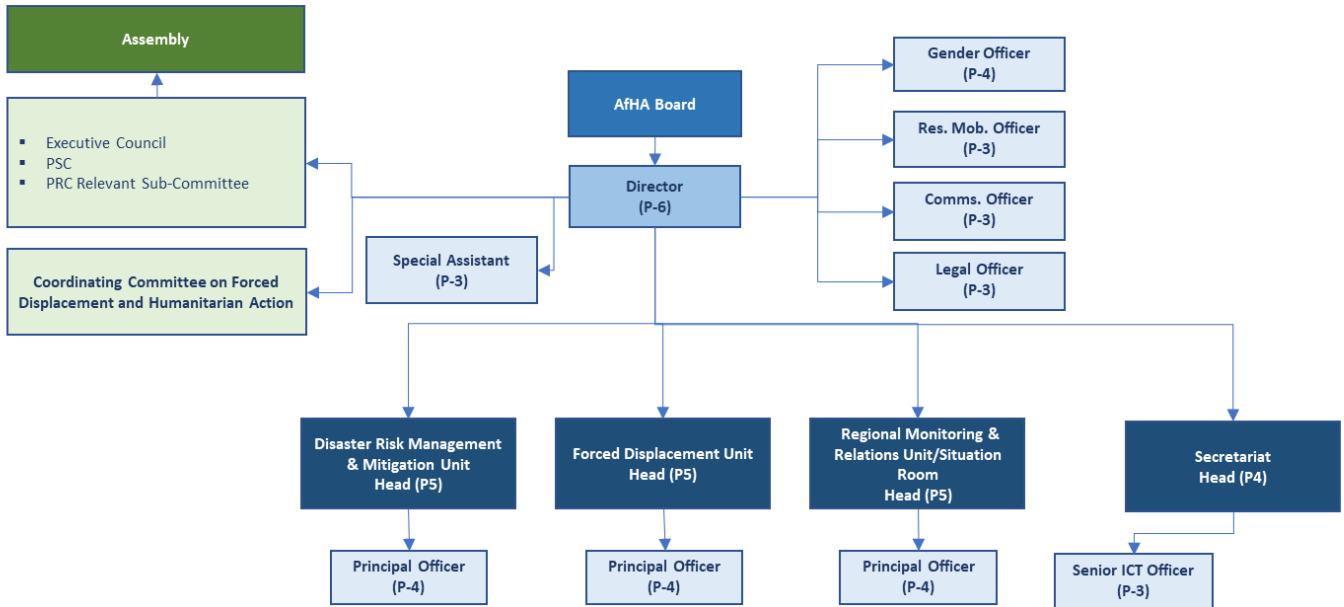 Assembly
▪ Executive Council
▪ PSC
▪ PRC Relevant Sub-Committee
Coordinating Committee on Forced
Displacement and Humanitarian Action
AfHA Board
Director
(P-6)
Special Assistant
(P-3)
Gender Officer
(P-4)
Res. Mob. Officer
(P-3)
Comms. Officer
(P-3)
Legal Officer
(P-3)
Disaster Risk Management
& Mitigation Unit
Head (P5)
Forced Displacement Unit
Head (P5)
Regional Monitoring &
Relations Unit/Situation
Room
Head (P5)
Secretariat
Head (P4)
Principal Officer
(P-4)
Principal Officer
(P-4)
Principal Officer
(P-4)
Senior ICT Officer
(P-3)